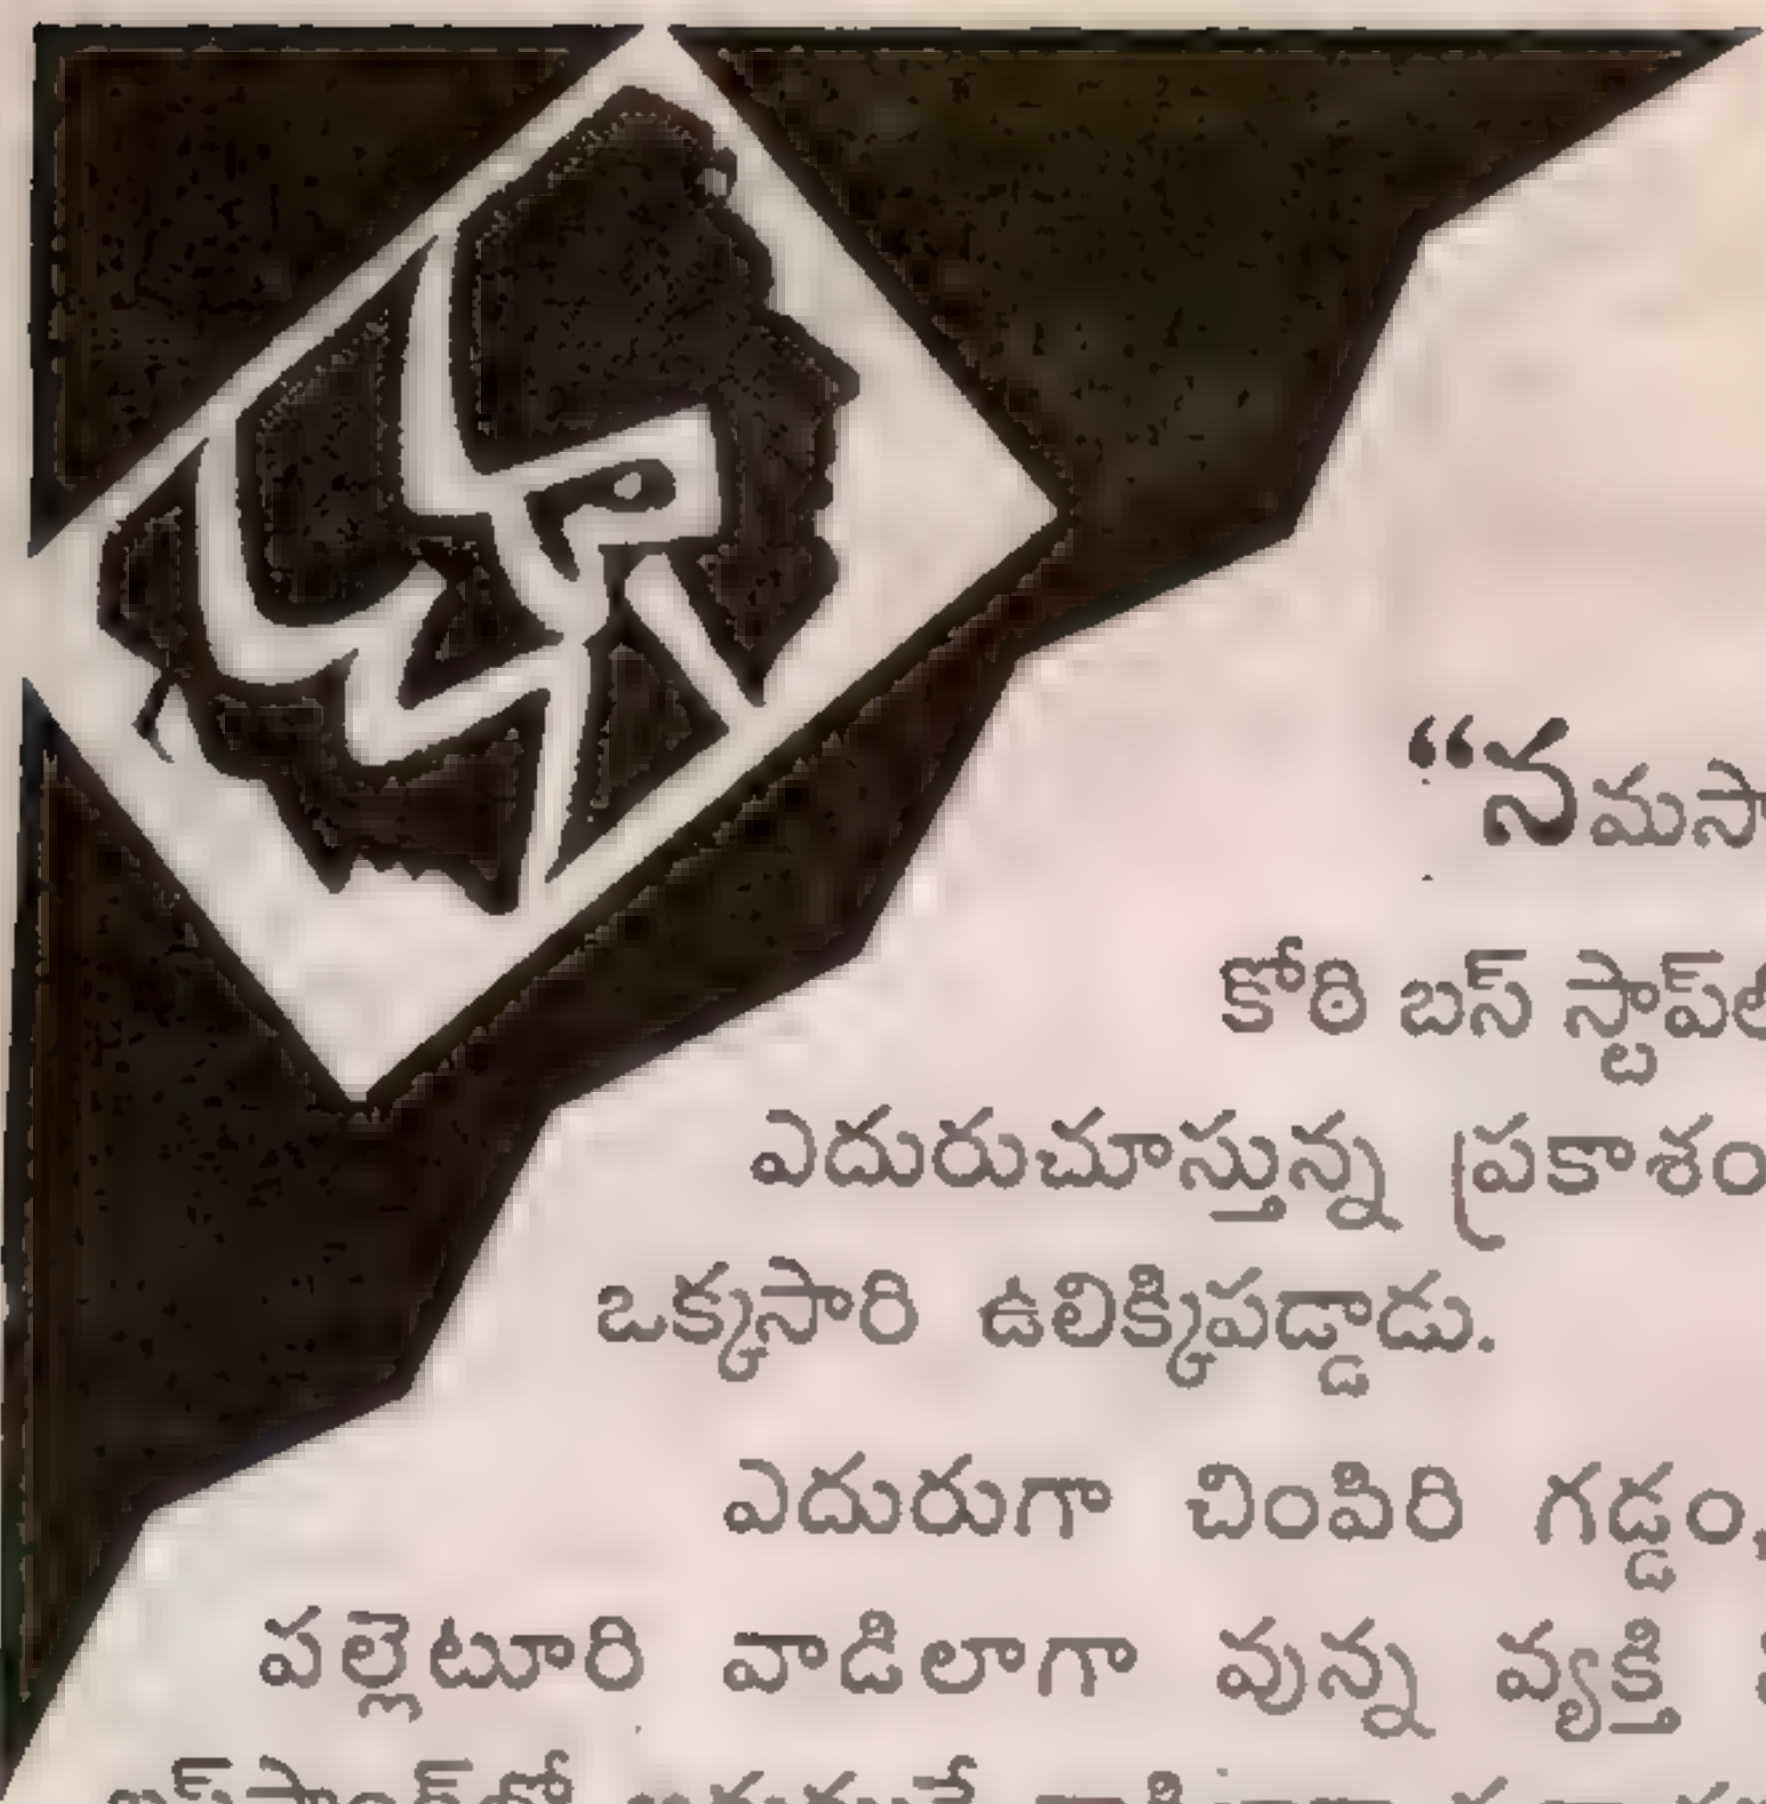 “నమస్కా
కోఠి బస్ స్టాప్‌లో
ఎదురుచూస్తున్న ప్రకాశం
ఒక్కసారి ఉలిక్కిపడ్డాడు.
ఎదురుగా చింపిరి గడ్డం,
పల్లెటూరి వాడిలాగా వున్న వ్యక్తి